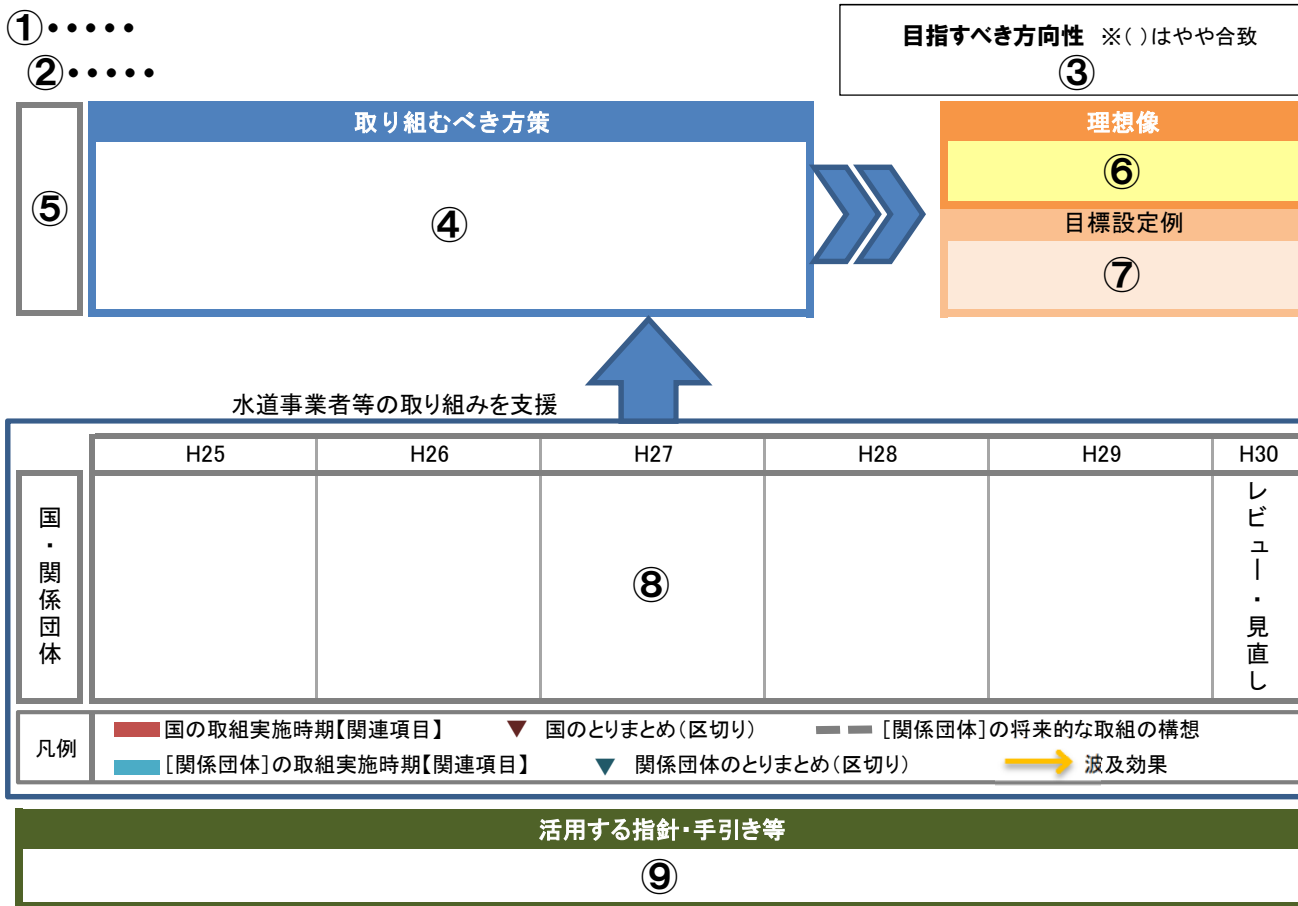 ①・・・・・
②・・・・・
目指すべき方向性 ※( )はやや合致
③
取り組むべき方策
理想像
⑤
④
⑥
目標設定例
⑦
水道事業者等の取り組みを支援
H25 H26 H27 H28 H29 H30
国・関係団体
⑧
レビュー・見直し
凡例
国の取組実施時期【関連項目】 ▼ 国のとりまとめ(区切り) [関係団体]の将来的な取組の構想
[関係団体]の取組実施時期【関連項目】 ▼ 関係団体のとりまとめ(区切り) 波及効果
活用する指針・手引き等
⑨